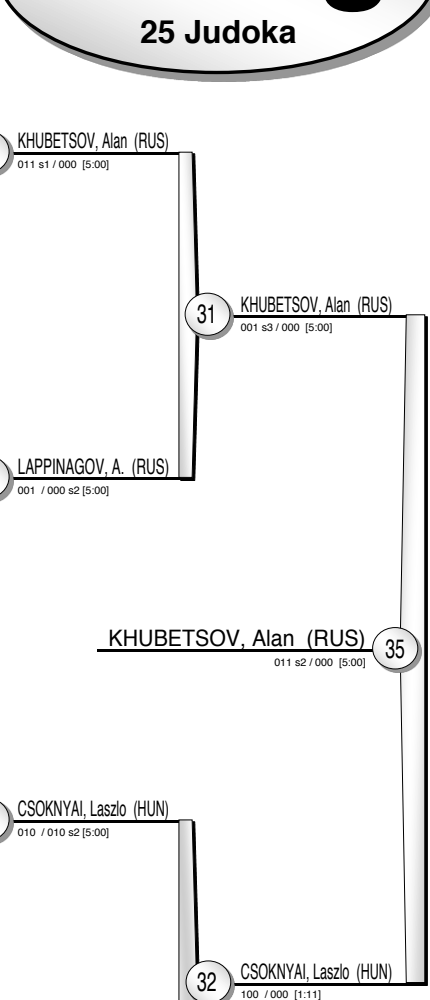 25 Judoka
KHUBETSOV, Alan (RUS)
011 s1 / 000 [5:00]
31
KHUBETSOV, Alan (RUS)
001 s3 / 000 [5:00]
LAPPINAGOV, A. (RUS)
001 / 000 s2 [5:00]
KHUBETSOV, Alan (RUS)
35
011 s2 / 000 [5:00]
CSOKNYAI, Laszlo (HUN)
010 / 010 s2 [5:00]
32
CSOKNYAI, Laszlo (HUN)
100 / 000 [1:11]